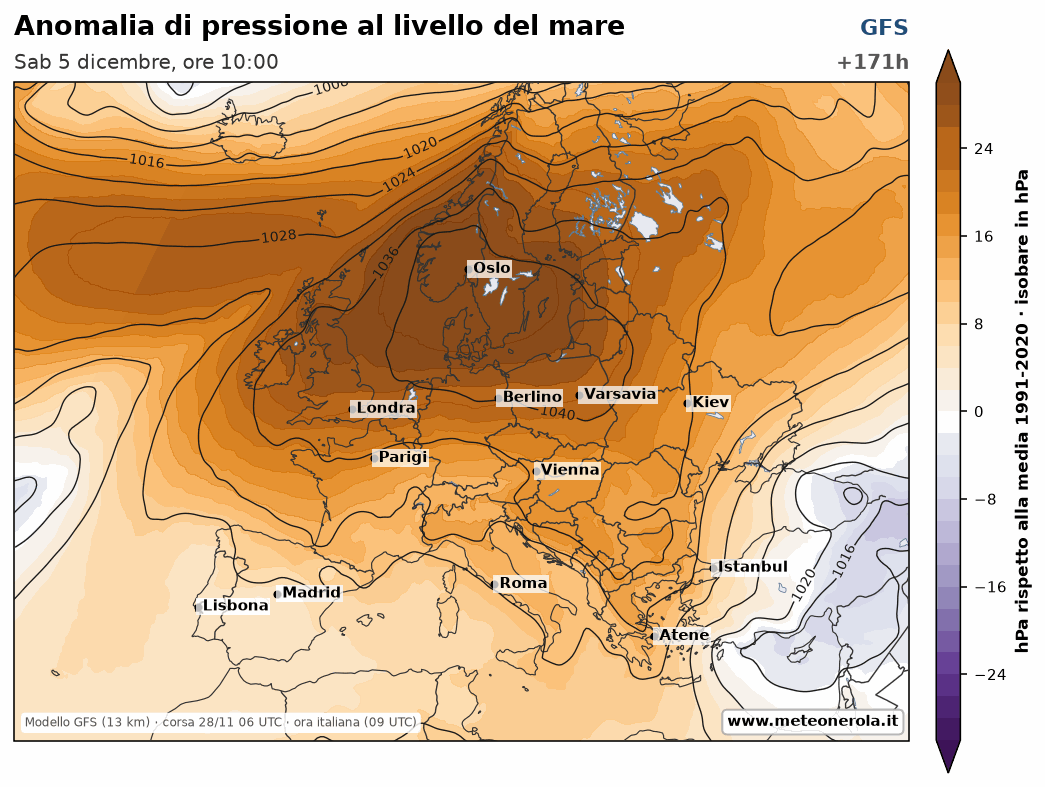 Anomalia di pressione al livello del mare
GFS
Sab 5 dicembre, ore 10:00
+171h
1008
1020
1016
1024
1028
1036
Oslo
24
16
8
0
−8
−16
−24
hPa rispetto alla media 1991-2020 · isobare in hPa
Berlino
Varsavia
Kiev
Londra
1040
Parigi
Vienna
1016
Istanbul
1020
Roma
Madrid
Lisbona
Atene
Modello GFS (13 km) · corsa 28/11 06 UTC · ora italiana (09 UTC)
www.meteonerola.it